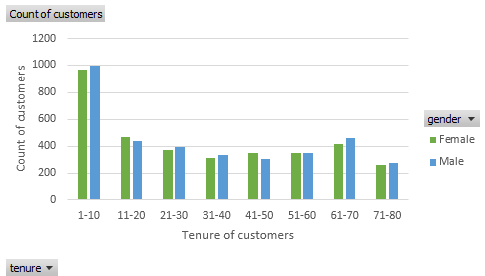 Count of customers
1200
1000
800
600
400
200
0
Count of customers
1-10 11-20 21-30 31-40 41-50 51-60 61-70 71-80
Tenure of customers
gender
Female
Male
tenure